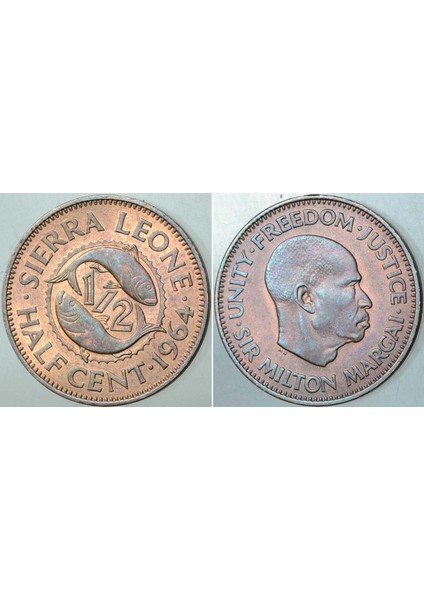 · SIERRA LEONE ·
1/2
HALF CENT · 1964
UNITY · FREEDOM · JUSTICE
· SIR MILTON MARGAI ·